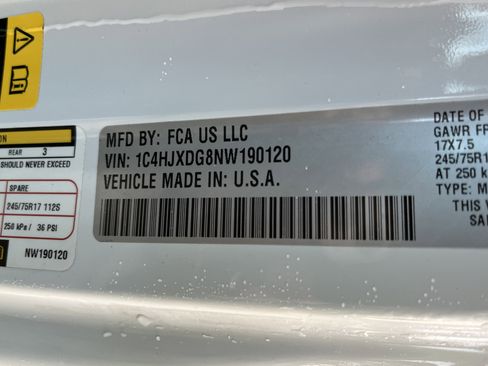 ON
REAR 3
SHOULD NEVER EXCEED
SPARE
245/75R17 112S
250 kPa / 36 PSI
NW190120
MFD BY: FCA US LLC
VIN: 1C4HJXDG8NW190120
VEHICLE MADE IN: U.S.A.
DATE OF
GAWR F
17X7.5
245/75R1
AT 250 k
TYPE: M
THIS V
SA